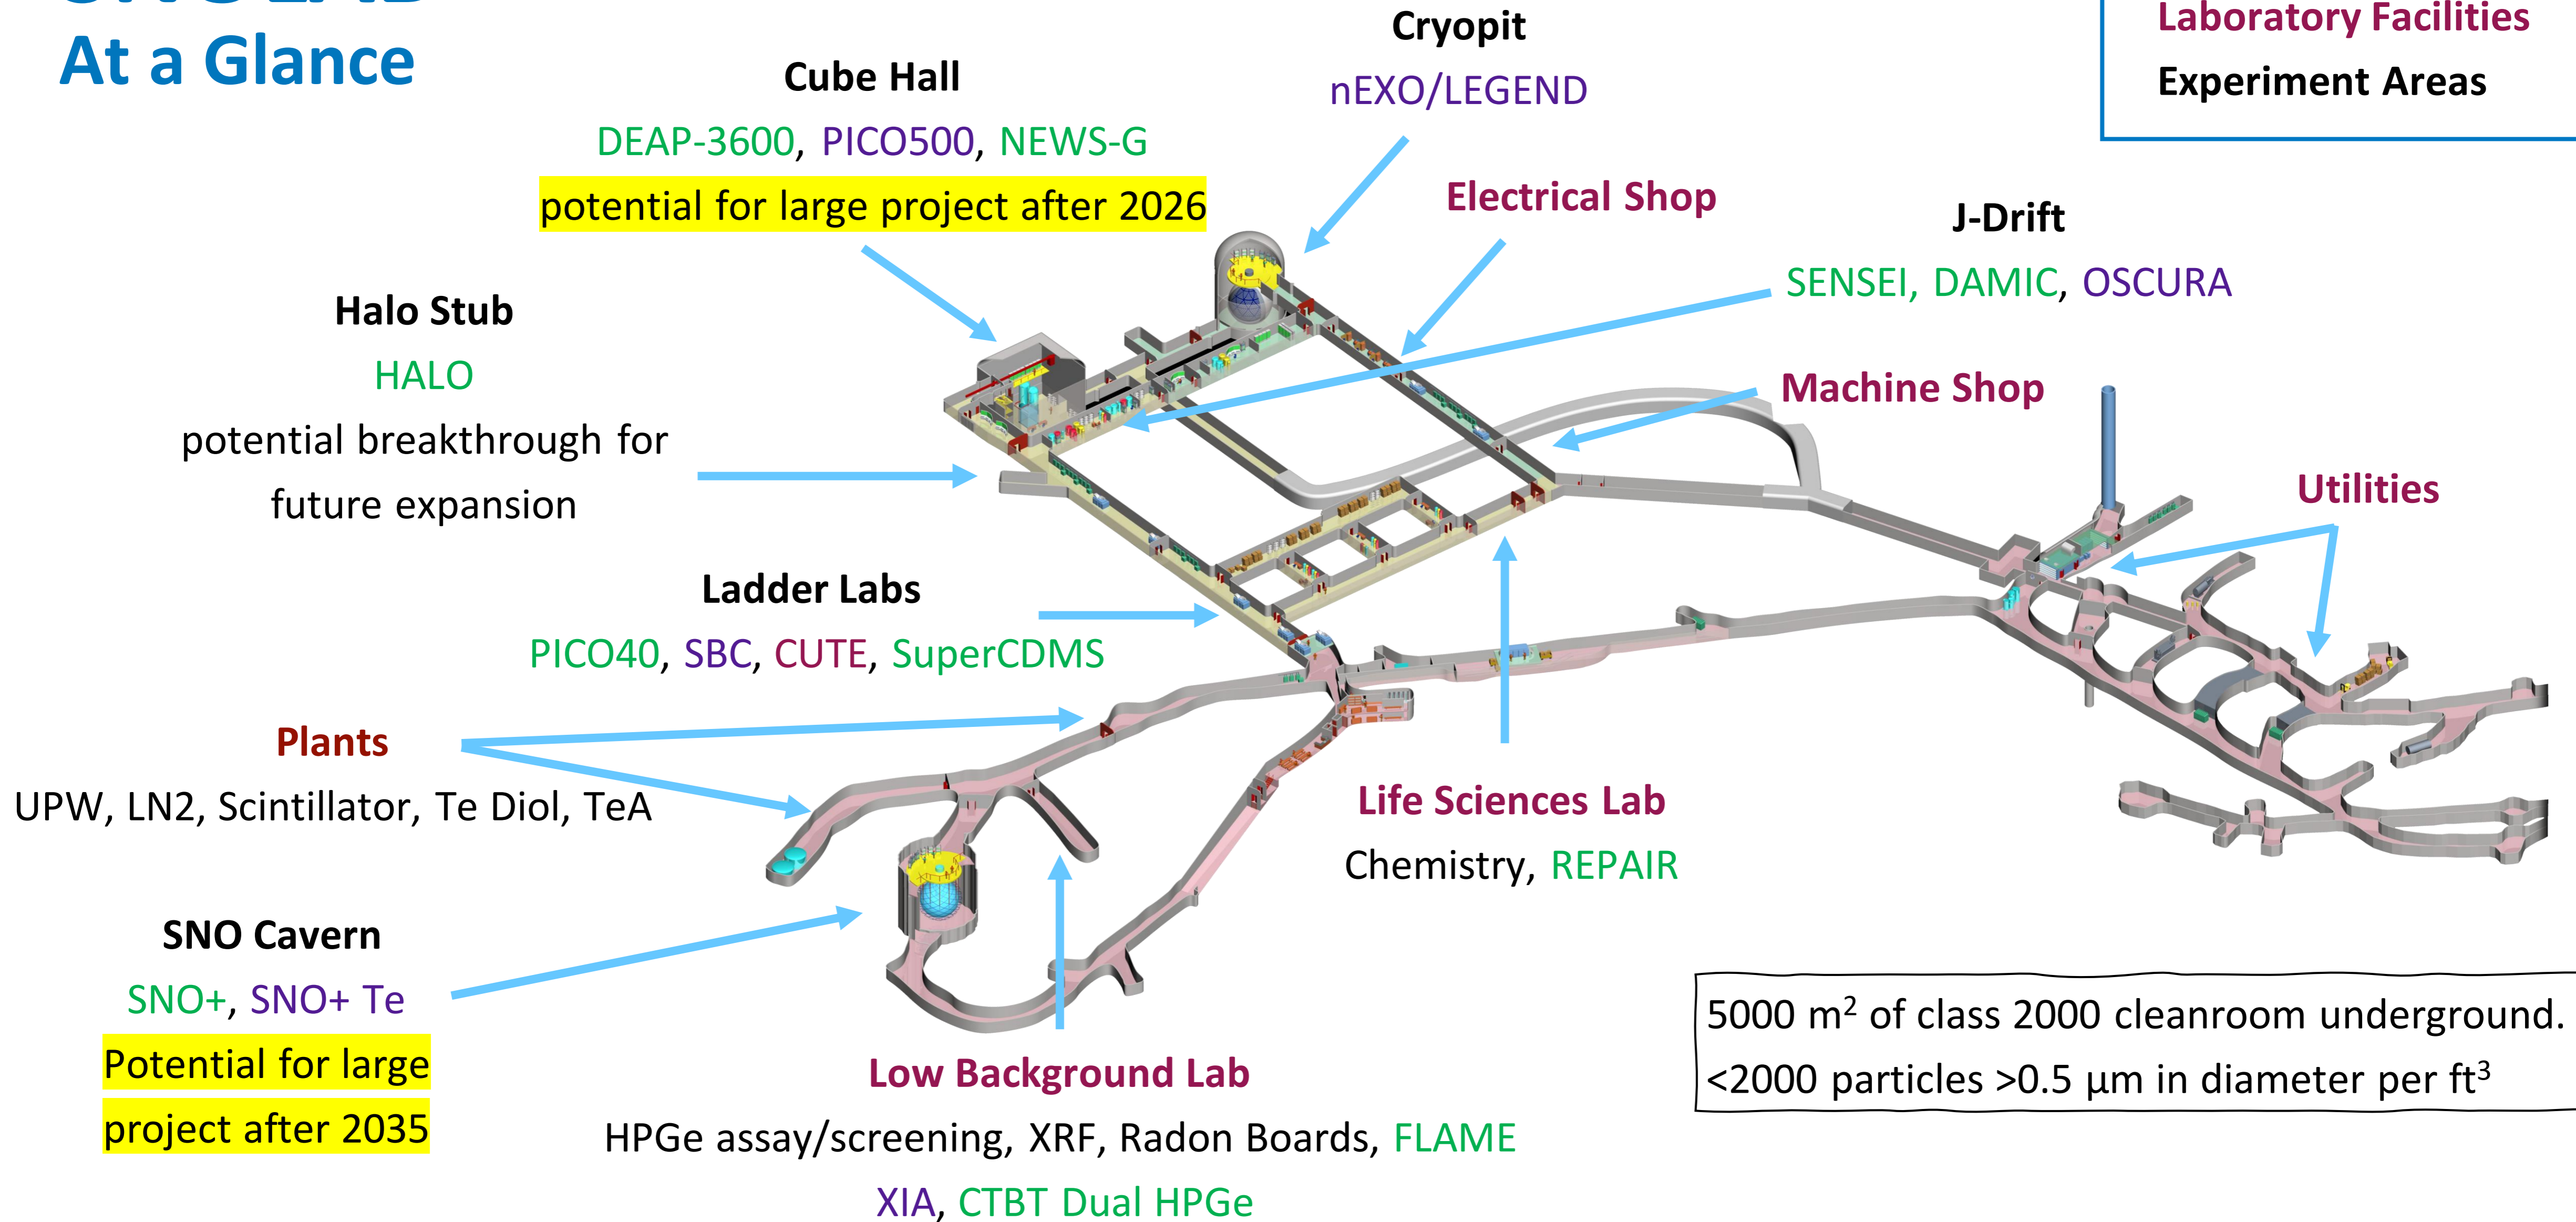 At a Glance
Cryopit
nEXO/LEGEND
Laboratory Facilities
Experiment Areas
Cube Hall
DEAP-3600, PICO500, NEWS-G
potential for large project after 2026
Electrical Shop
J-Drift
SENSEI, DAMIC, OSCURA
Halo Stub
HALO
potential breakthrough for
future expansion
Machine Shop
Utilities
Ladder Labs
PICO40, SBC, CUTE, SuperCDMS
Plants
UPW, LN2, Scintillator, Te Diol, TeA
Life Sciences Lab
Chemistry, REPAIR
SNO Cavern
SNO+, SNO+ Te
Potential for large
project after 2035
Low Background Lab
HPGe assay/screening, XRF, Radon Boards, FLAME
XIA, CTBT Dual HPGe
5000 m² of class 2000 cleanroom underground.
<2000 particles >0.5 µm in diameter per ft³